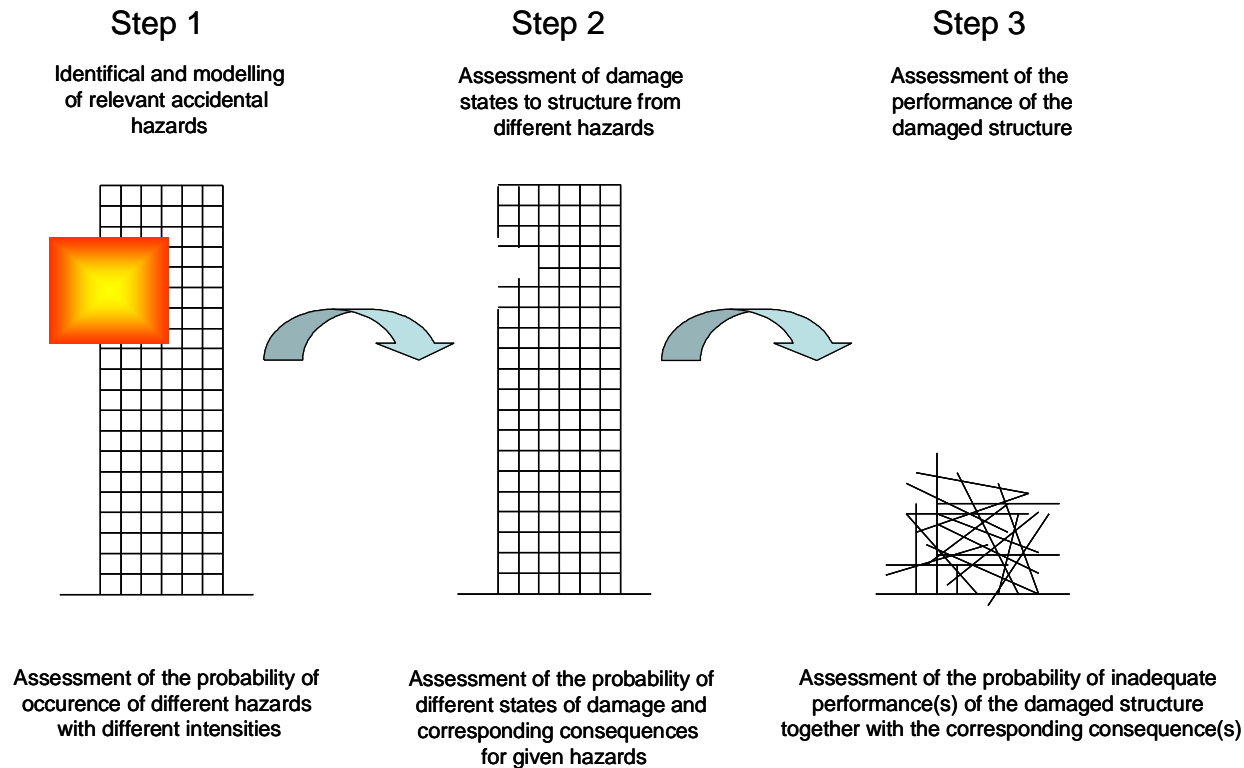 Step 1
Identifical and modelling
of relevant accidental
hazards
Step 2
Assessment of damage
states to structure from
different hazards
Step 3
Assessment of the
performance of the
damaged structure
Assessment of the probability of
occurence of different hazards
with different intensities
Assessment of the probability of
different states of damage and
corresponding consequences
for given hazards
Assessment of the probability of inadequate
performance(s) of the damaged structure
together with the corresponding consequence(s)